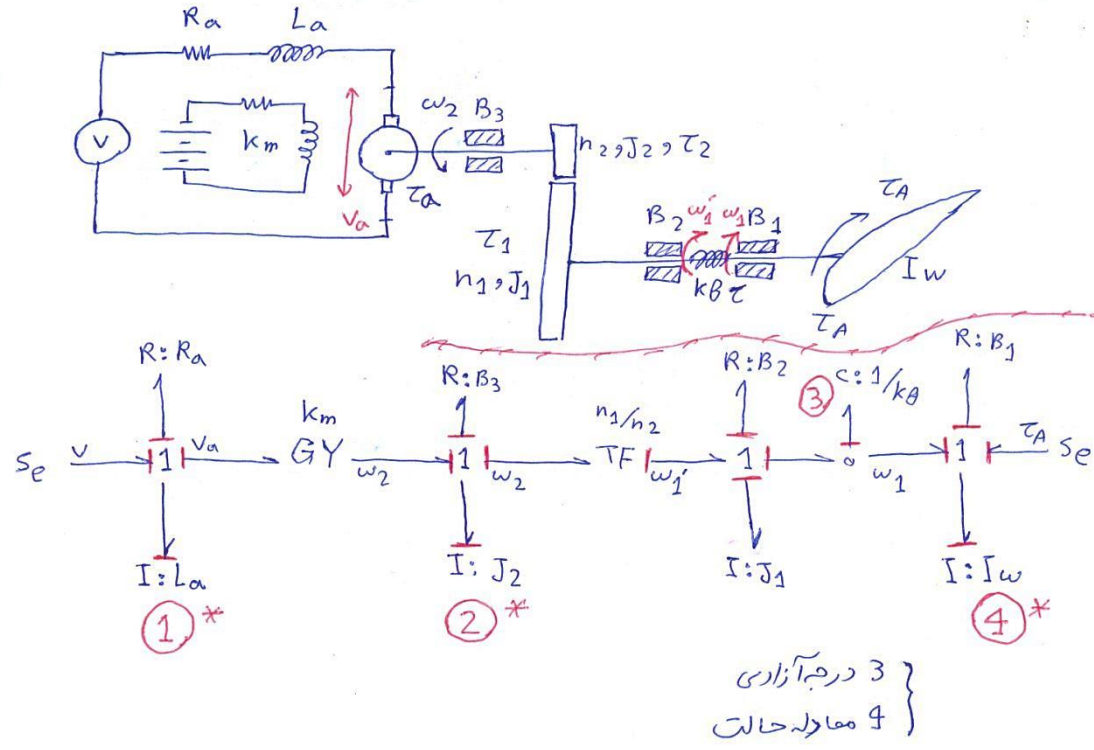 Ra La
ω2 B3
V km τa
Va
n2, J2, τ2
τ1
n1, J1
B2 ω1' ω1 B1
kθ τ
τA
Iw
τA
R: Ra R: B3 R: B2 ③ C: 1/kθ R: B1
km n1/n2
Se V 1 Va GY ω2 1 ω2 TF ω1' 1 0 ω1 1 τA Se
I: La I: J2 I: J1 I: Iw
① * ② * ④ *
3 درجه آزادی
4 معادله حالت